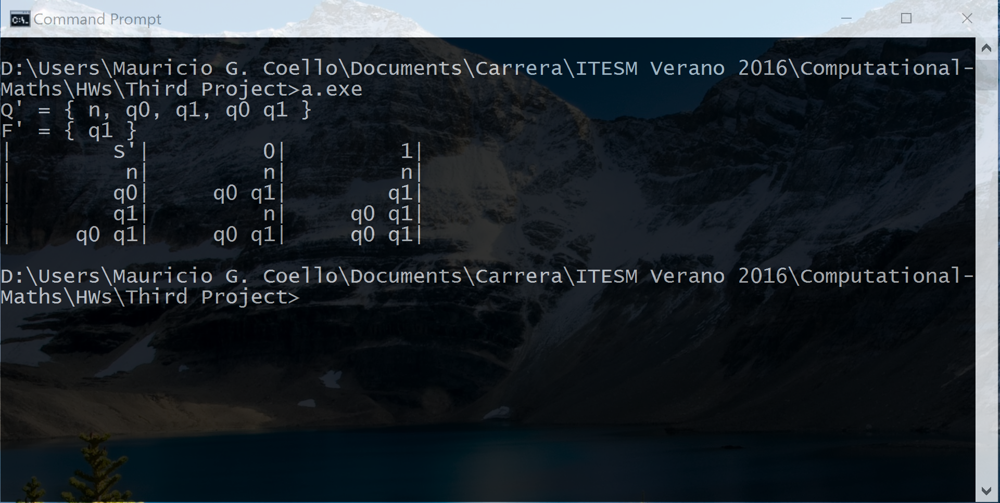 Command Prompt
D:\Users\Mauricio G. Coello\Documents\Carrera\ITESM Verano 2016\Computational-
Maths\HWs\Third Project>a.exe
Q' = { n, q0, q1, q0 q1 }
F' = { q1 }
|        S'|         0|         1|
|         n|         n|         n|
|        q0|     q0 q1|        q1|
|        q1|         n|     q0 q1|
|     q0 q1|     q0 q1|     q0 q1|
D:\Users\Mauricio G. Coello\Documents\Carrera\ITESM Verano 2016\Computational-
Maths\HWs\Third Project>